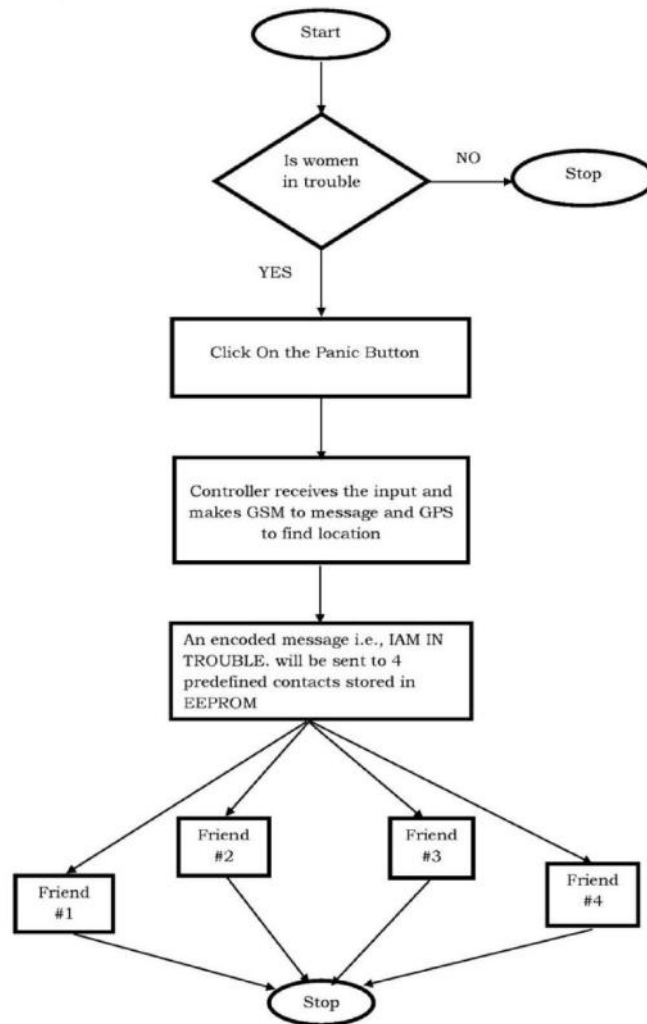 Start
Is women
in trouble
NO
Stop
YES
Click On the Panic Button
Controller receives the input and
makes GSM to message and GPS
to find location
An encoded message i.e., IAM IN
TROUBLE. will be sent to 4
predefined contacts stored in
EEPROM
Friend
#1
Friend
#2
Friend
#3
Friend
#4
Stop